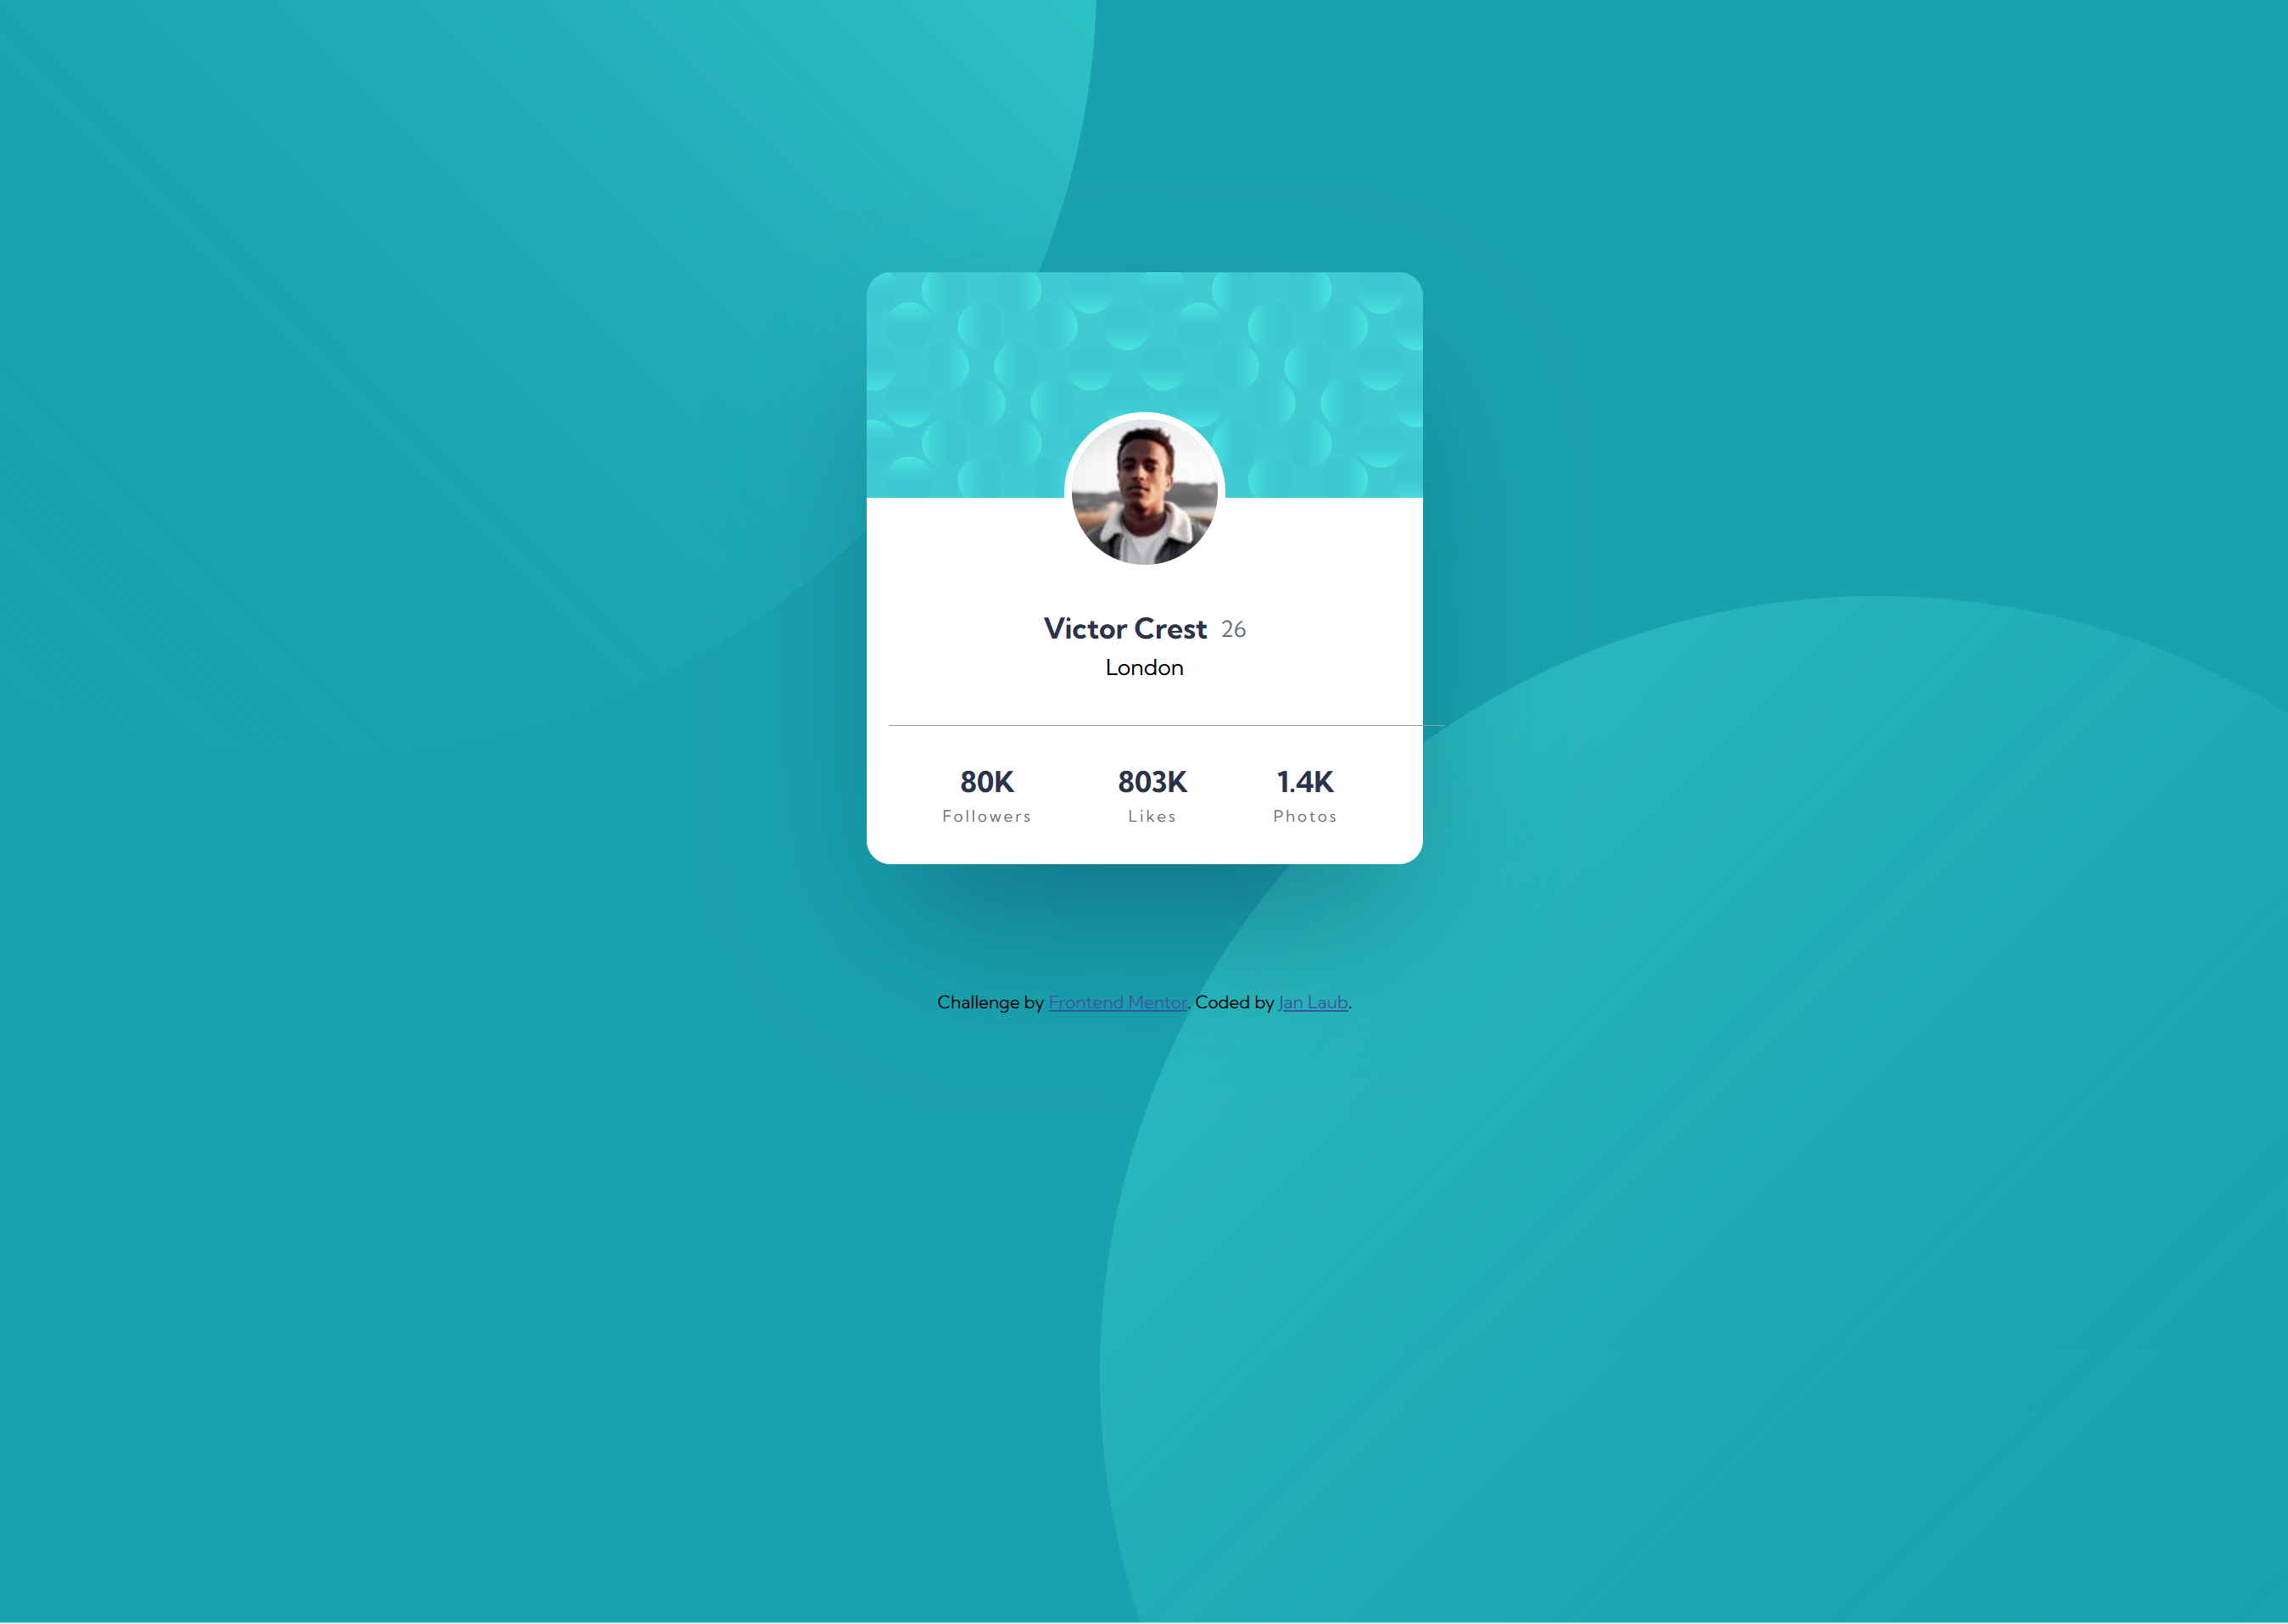 Victor Crest 26
London
80K 803K 1.4K
Followers Likes Photos
Challenge by Frontend Mentor. Coded by Jan Laub.